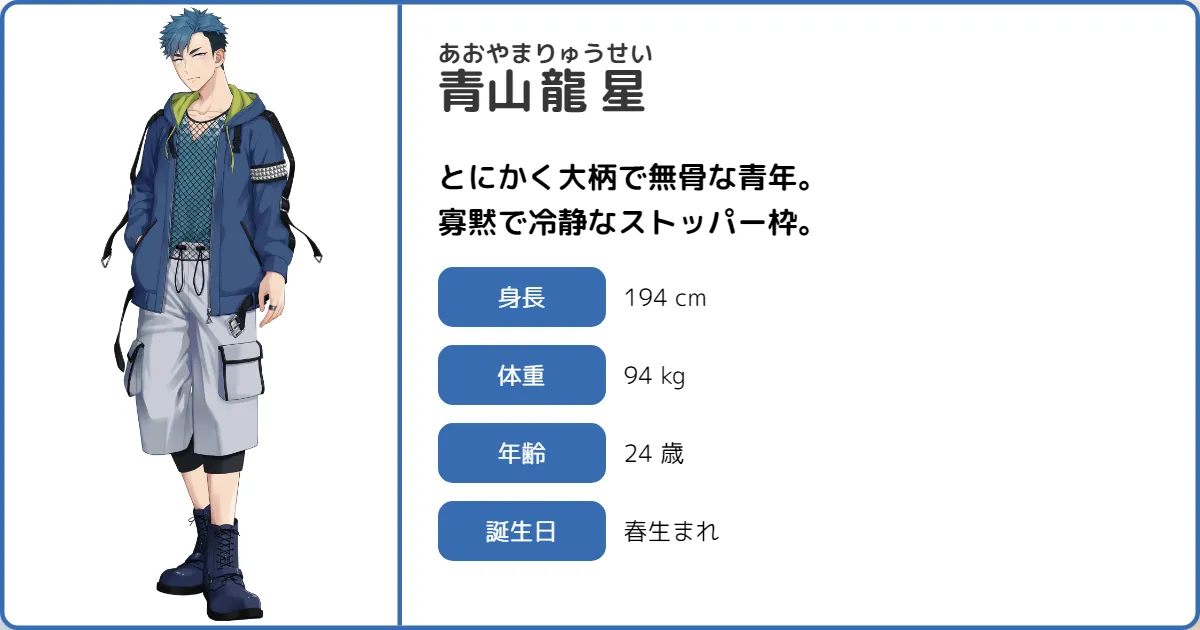 あおやまりゅうせい
青山龍星
とにかく大柄で無骨な青年。
寡黙で冷静なストッパー枠。
身長 194 cm
体重 94 kg
年齢 24 歳
誕生日 春生まれ